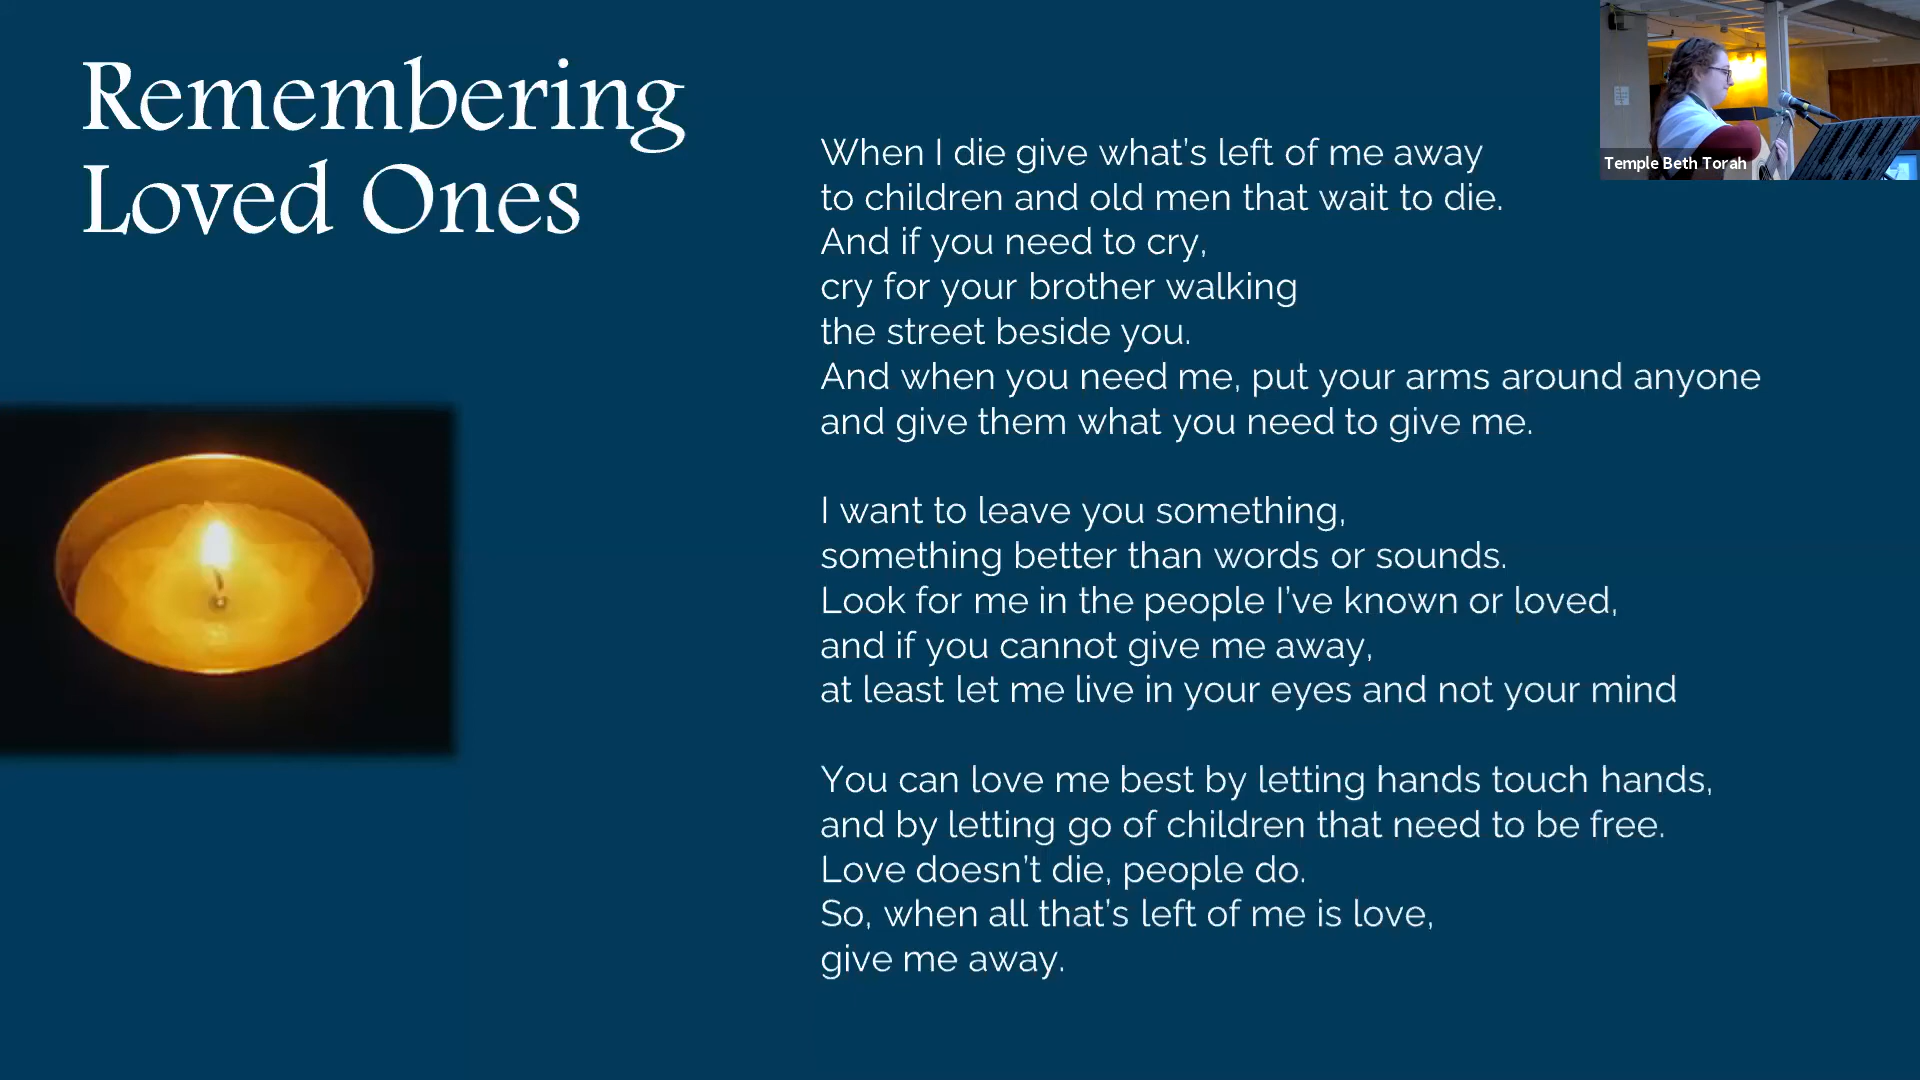 Remembering
Loved Ones
When I die give what's left of me away
to children and old men that wait to die.
And if you need to cry,
cry for your brother walking
the street beside you.
And when you need me, put your arms around anyone
and give them what you need to give me.
I want to leave you something,
something better than words or sounds.
Look for me in the people I've known or loved,
and if you cannot give me away,
at least let me live in your eyes and not your mind
You can love me best by letting hands touch hands,
and by letting go of children that need to be free.
Love doesn't die, people do.
So, when all that's left of me is love,
give me away.
Temple Beth Torah